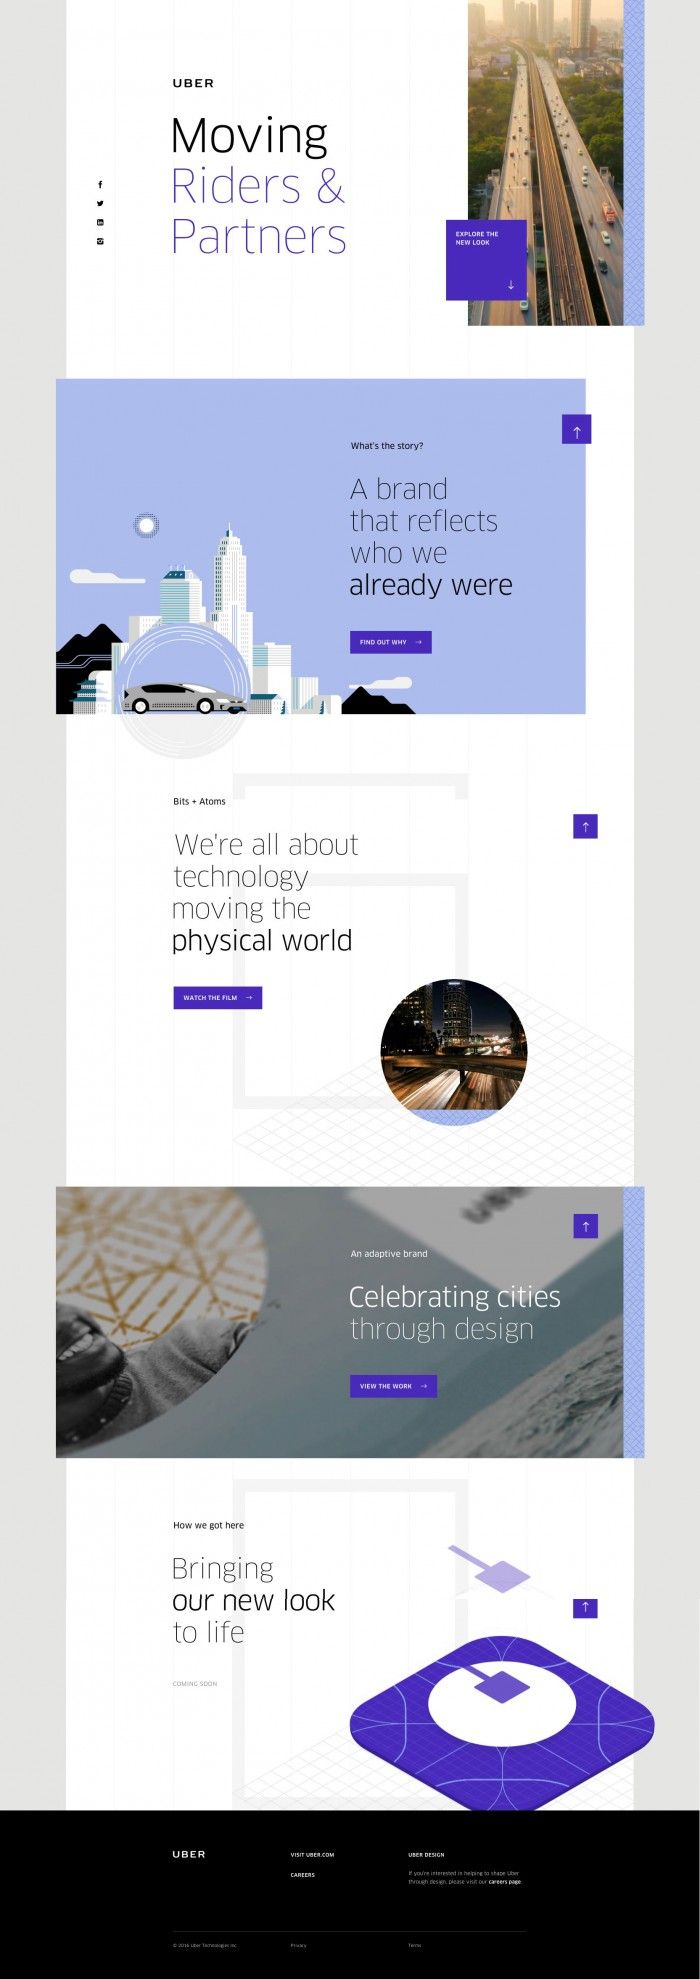 UBER
Moving
Riders &
Partners
EXPLORE THE
NEW LOOK
What's the story?
A brand
that reflects
who we
already were
FIND OUT WHY
Bits + Atoms
We're all about
technology
moving the
physical world
WATCH THE FILM
UBER
An adaptive brand
Celebrating cities
through design
VIEW THE WORK
How we got here
Bringing
our new look
to life
COMING SOON
UBER
VISIT UBER.COM
CAREERS
UBER DESIGN
If you're interested in helping to shape Uber
through design, please visit our careers page
© 2016 Uber Technologies Inc
Privacy
Terms